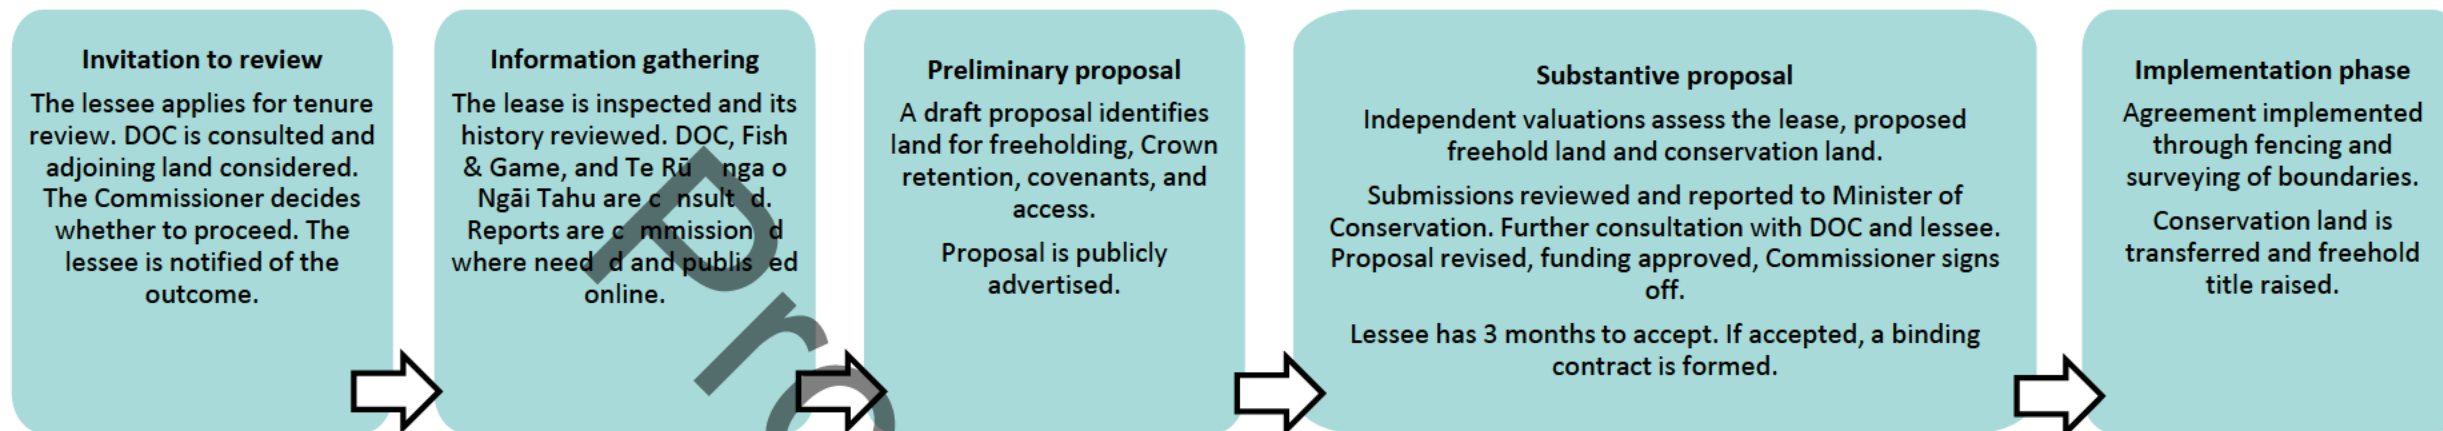 Invitation to review
The lessee applies for tenure
review. DOC is consulted and
adjoining land considered.
The Commissioner decides
whether to proceed. The
lessee is notified of the
outcome.
Information gathering
The lease is inspected and its
history reviewed. DOC, Fish
& Game, and Te Rū nga o
Ngāi Tahu are c nsult d.
Reports are c mmission d
where need d and publis ed
online.
Preliminary proposal
A draft proposal identifies
land for freeholding, Crown
retention, covenants, and
access.
Proposal is publicly
advertised.
Substantive proposal
Independent valuations assess the lease, proposed
freehold land and conservation land.
Submissions reviewed and reported to Minister of
Conservation. Further consultation with DOC and lessee.
Proposal revised, funding approved, Commissioner signs
off.
Lessee has 3 months to accept. If accepted, a binding
contract is formed.
Implementation phase
Agreement implemented
through fencing and
surveying of boundaries.
Conservation land is
transferred and freehold
title raised.